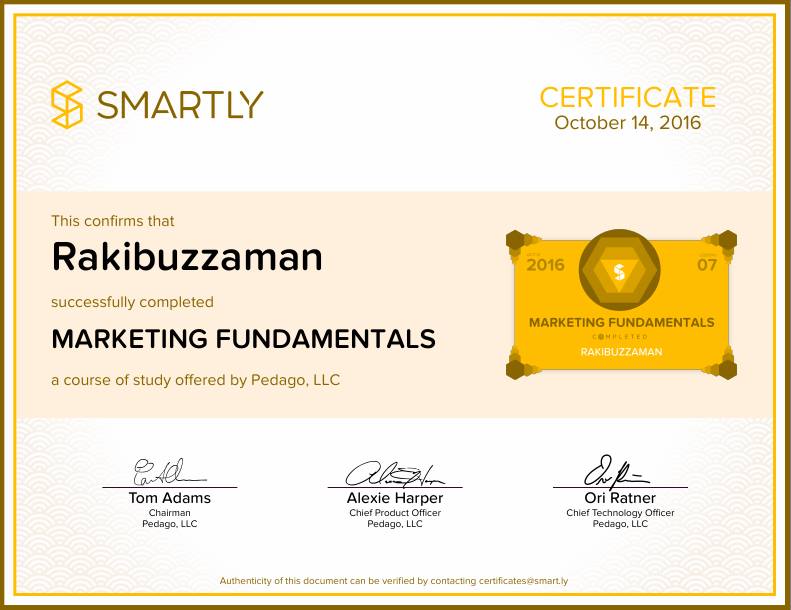 SMARTLY
CERTIFICATE
October 14, 2016
This confirms that
Rakibuzzaman
successfully completed
MARKETING FUNDAMENTALS
a course of study offered by Pedago, LLC
2016
07
MARKETING FUNDAMENTALS
COMPLETED
RAKIBUZZAMAN
Tom Adams
Chairman
Pedago, LLC
Alexie Harper
Chief Product Officer
Pedago, LLC
Ori Ratner
Chief Technology Officer
Pedago, LLC
Authenticity of this document can be verified by contacting certificates@smart.ly